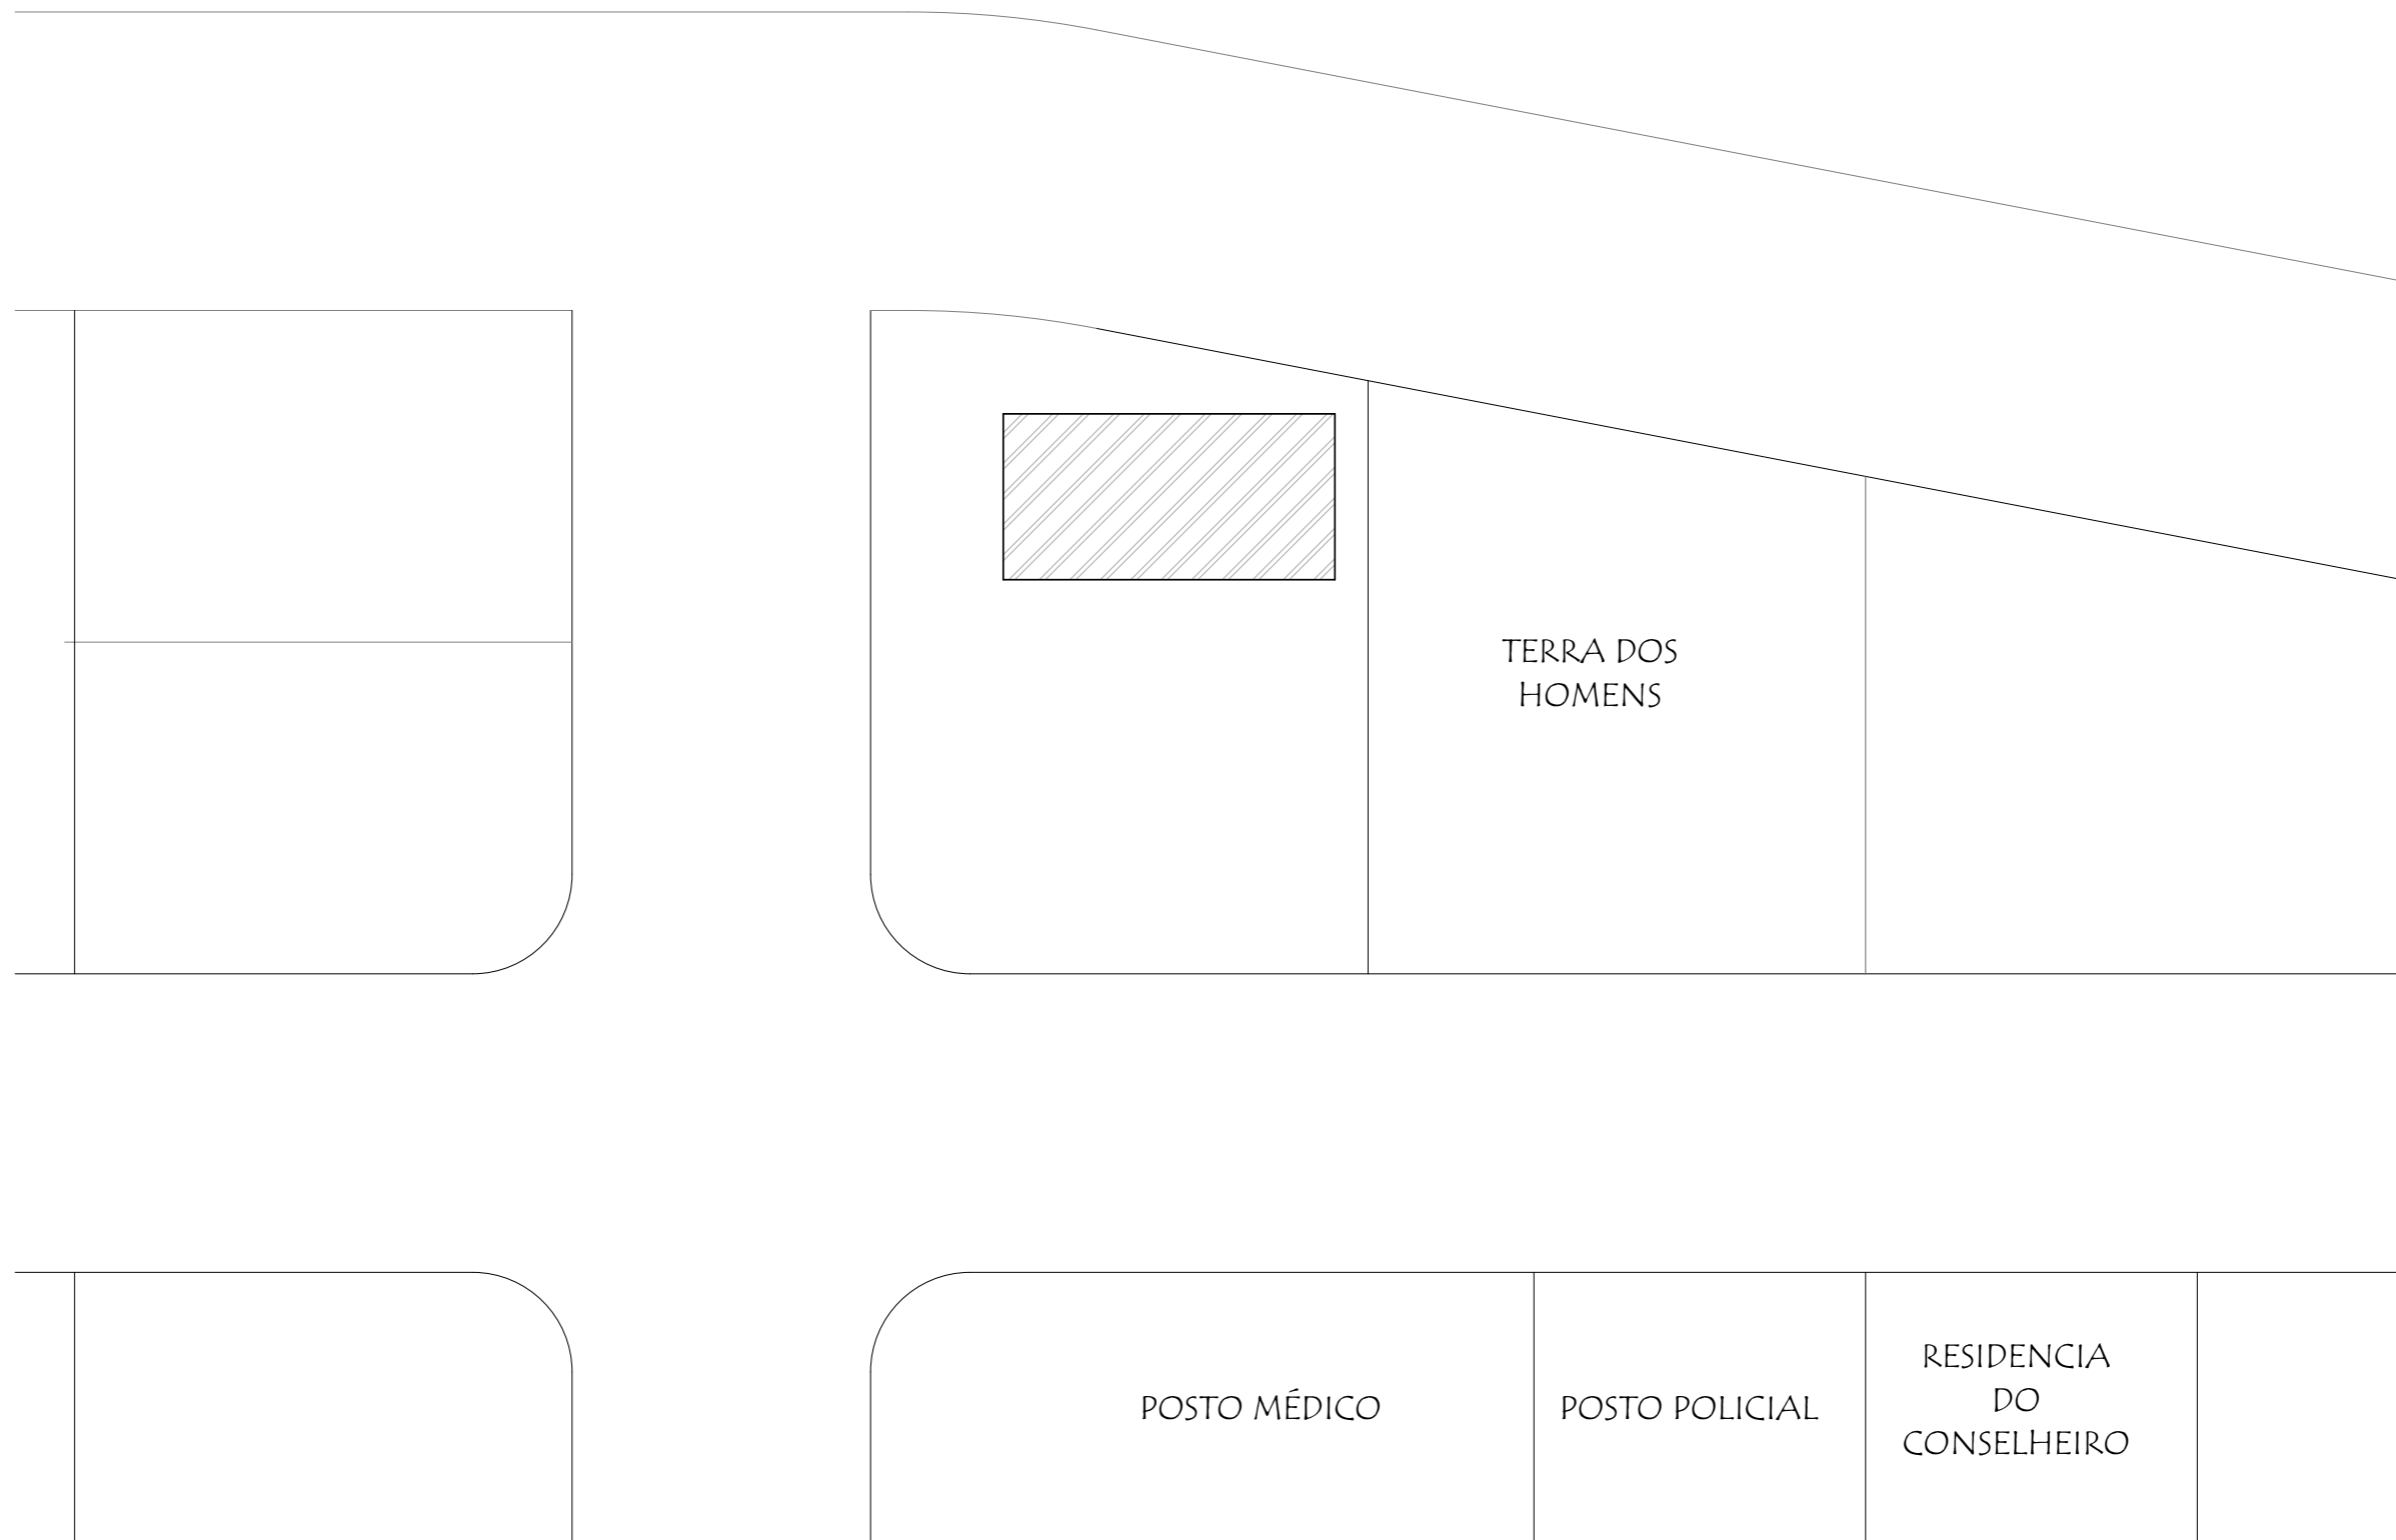 TERRA DOS
HOMENS
POSTO MÉDICO
POSTO POLICIAL
RESIDENCIA
DO
CONSELHEIRO